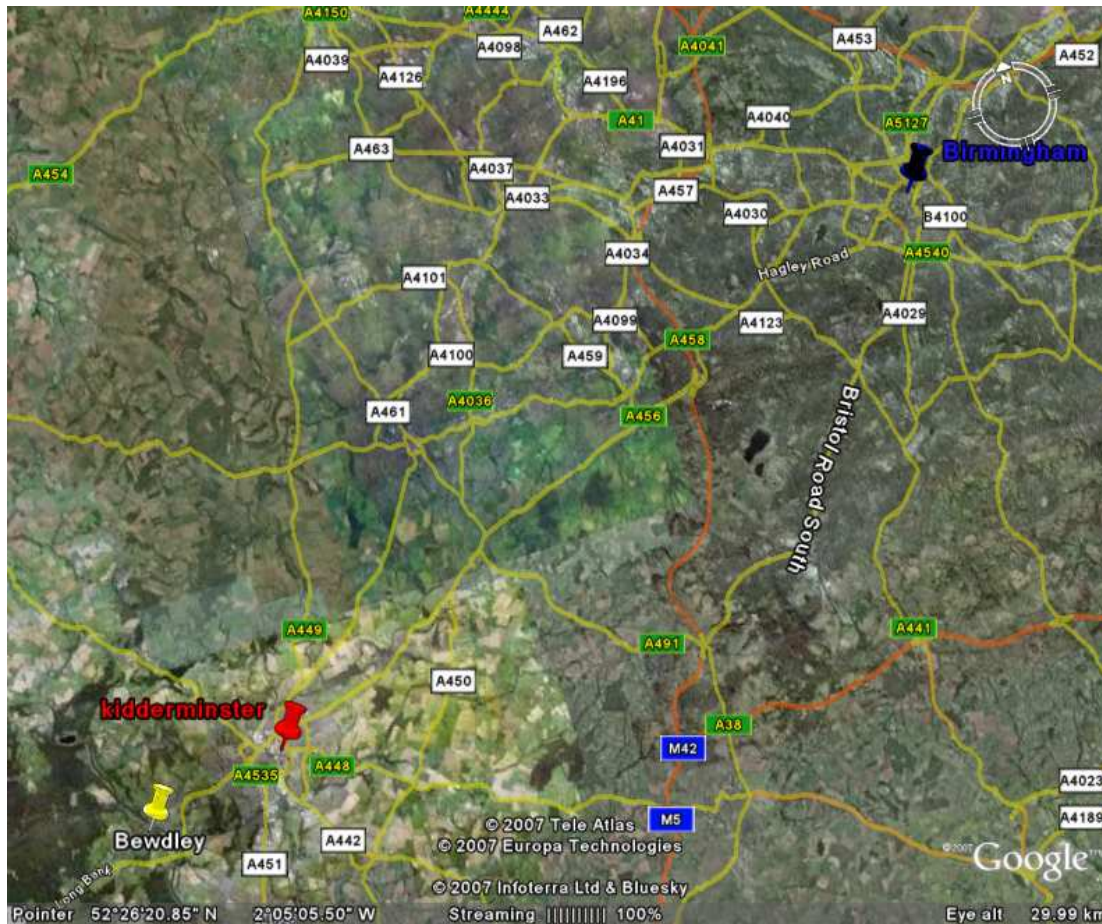 A4150
A4444
A462
A4041
A453
A452
A4039
A4098
A4126
A4196
N
A41
A4040
A5127
A463
A4031
Birmingham
A454
A4037
A4033
A457
A4030
B4100
A4034
Hagley Road
A4540
A4101
A4099
A4123
A4029
A458
A4100
A459
A461
A4036
A456
Bristol Road South
A449
A491
A441
A450
kidderminster
A38
M42
A4535
A448
A4023
Bewdley
M5
A4189
© 2007 Tele Atlas
A442
© 2007 Europa Technologies
©2007 Google™
A451
Long Bank
© 2007 Infoterra Ltd & Bluesky
Pointer 52°26'20.85" N 2°05'05.50" W Streaming |||||||||| 100% Eye alt 29.99 km